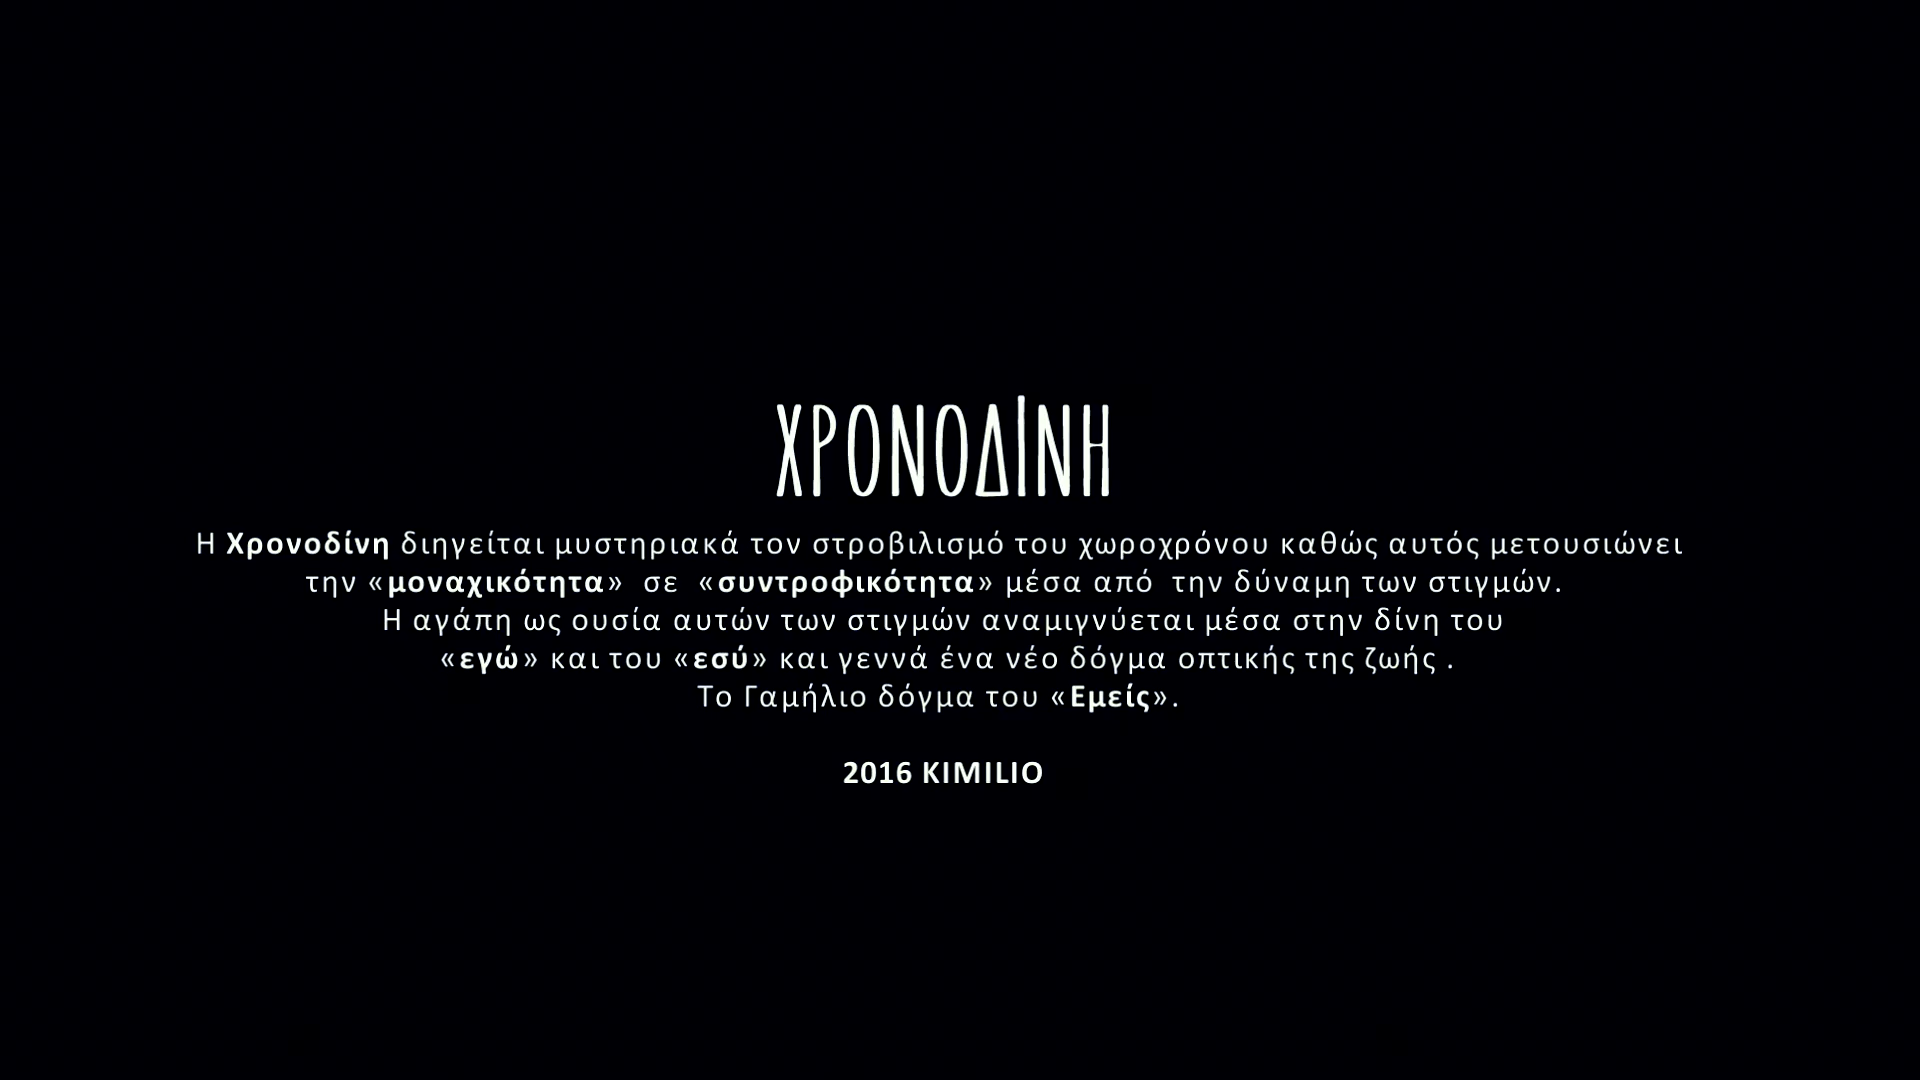 ΧΡΟΝΟΔΊΝΗ
Η Χρονοδίνη διηγείται μυστηριακά τον στροβιλισμό του χωροχρόνου καθώς αυτός μετουσιώνει
την «μοναχικότητα» σε «συντροφικότητα» μέσα από την δύναμη των στιγμών.
Η αγάπη ως ουσία αυτών των στιγμών αναμιγνύεται μέσα στην δίνη του
«εγώ» και του «εσύ» και γεννά ένα νέο δόγμα οπτικής της ζωής .
Το Γαμήλιο δόγμα του «Εμείς».
2016 KIMILIO